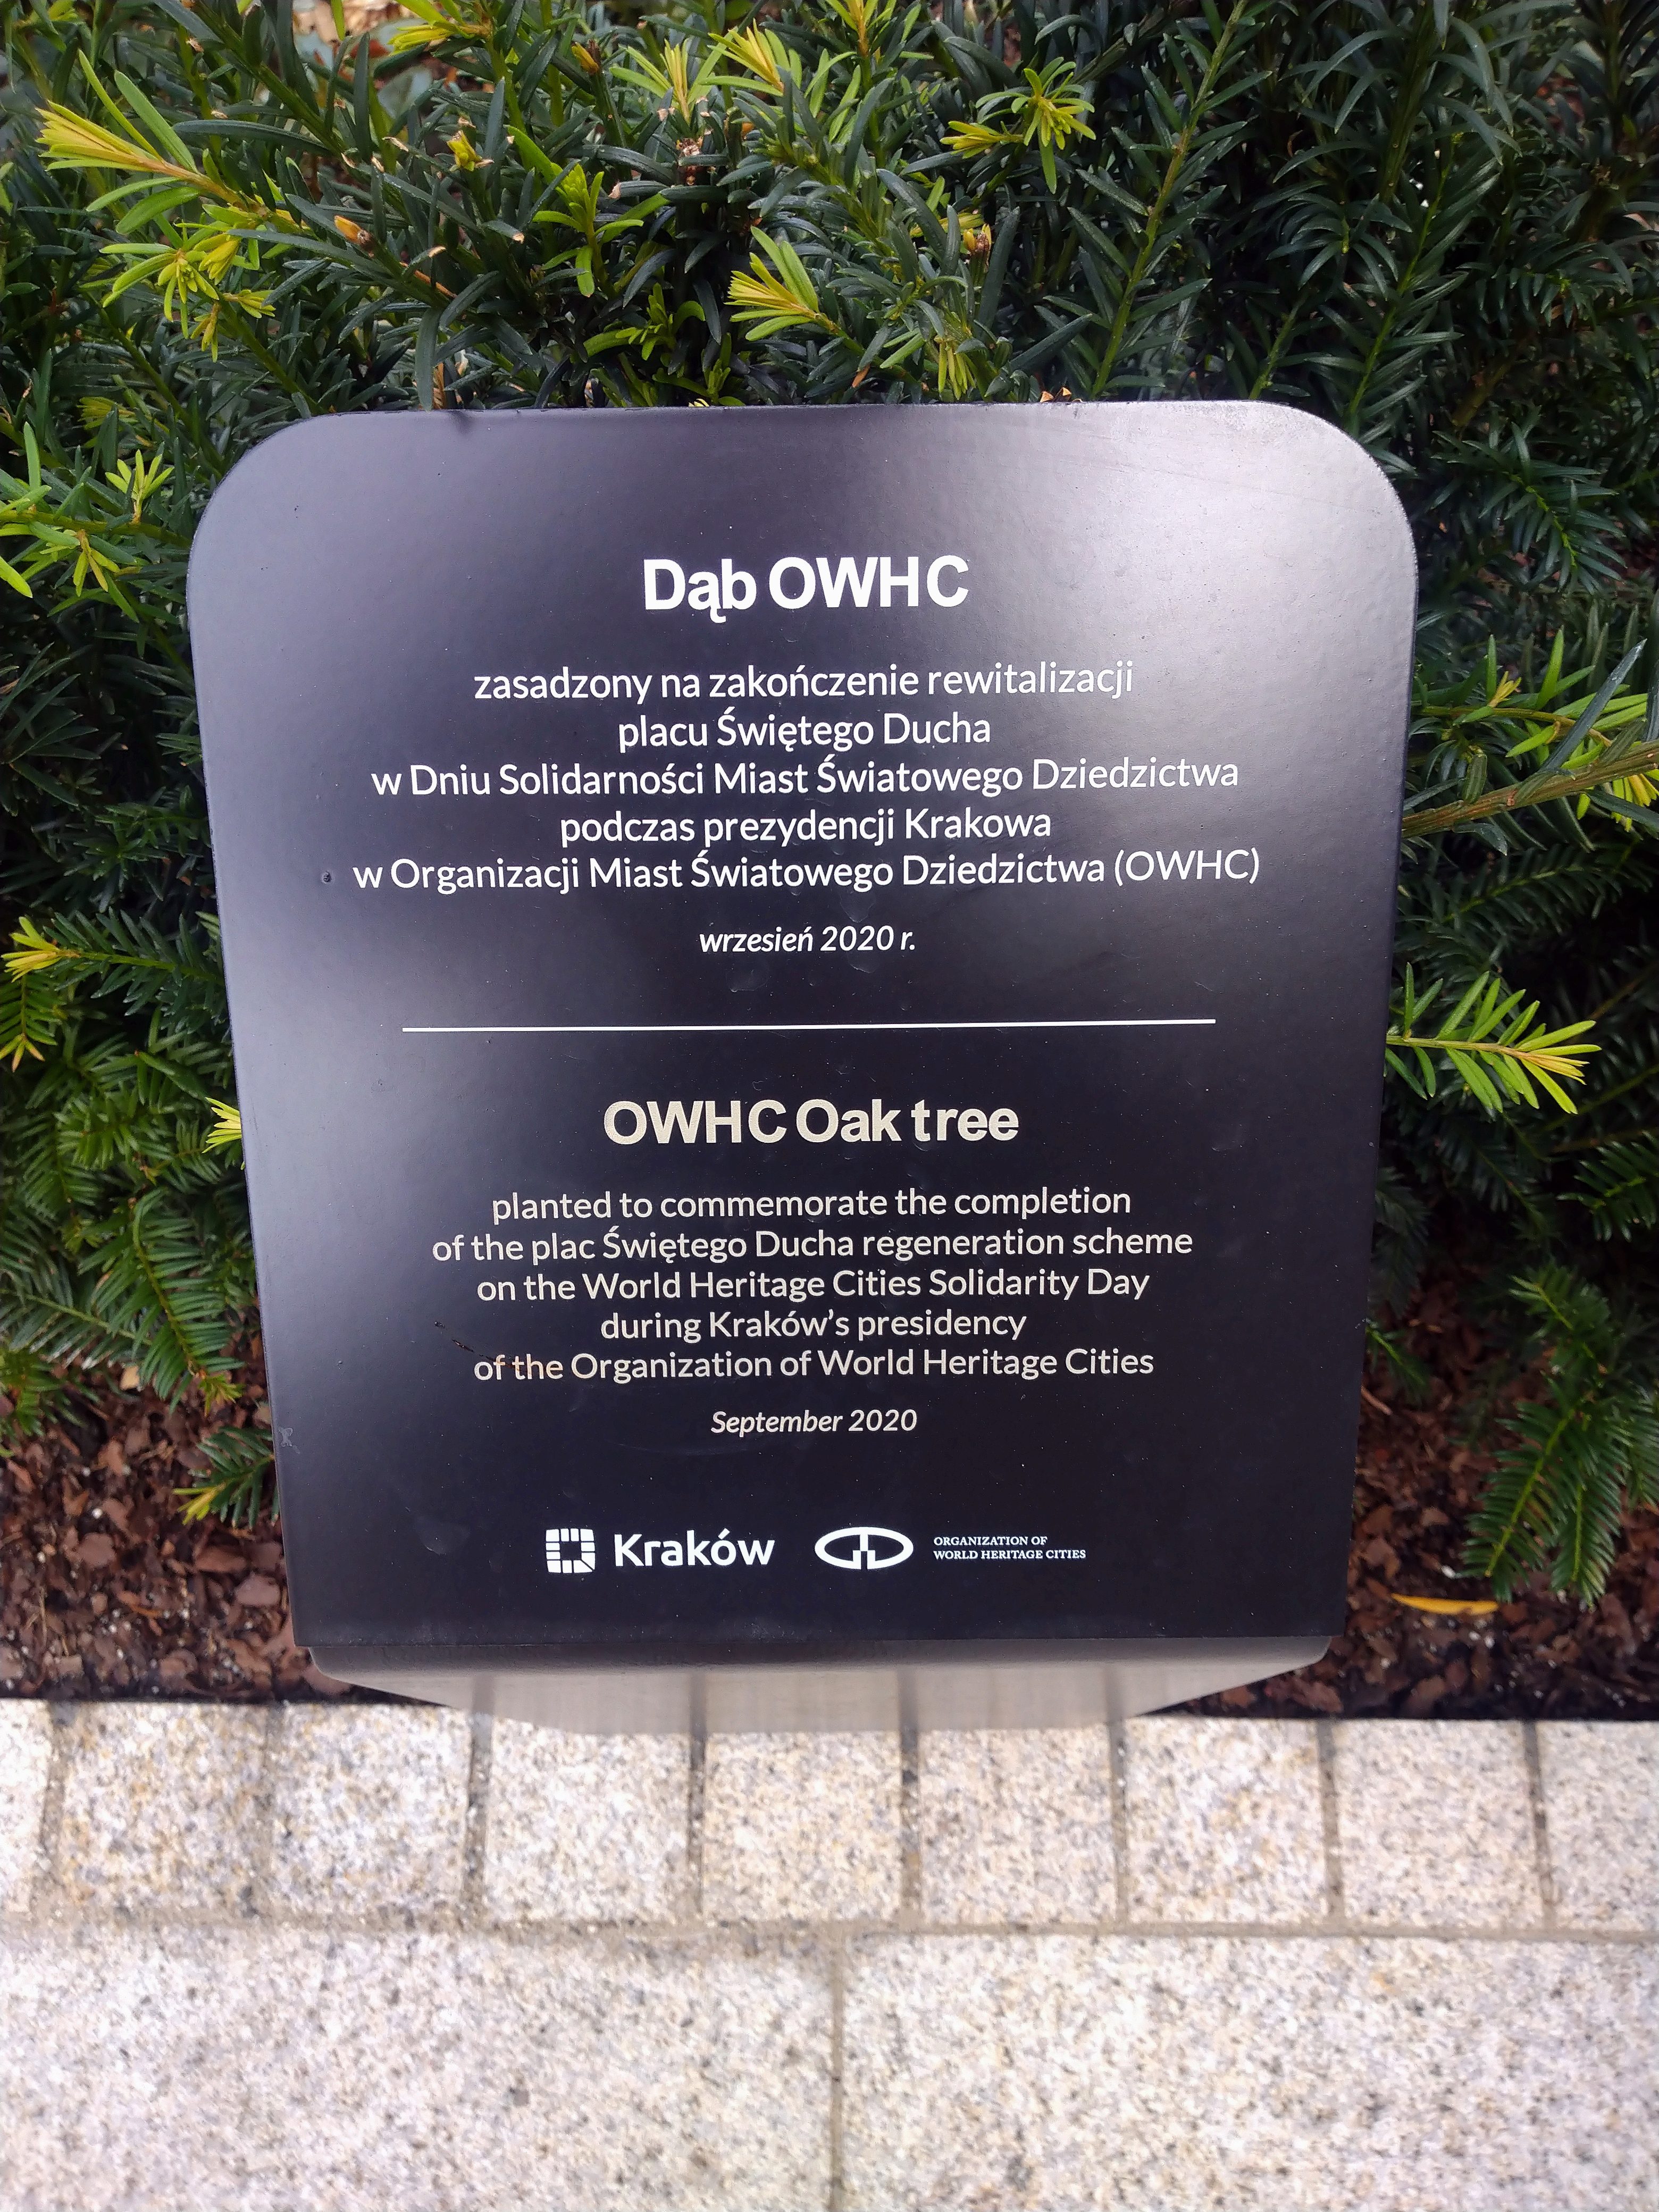 Dąb OWHC
zasadzony na zakończenie rewitalizacji
placu Świętego Ducha
w Dniu Solidarności Miast Światowego Dziedzictwa
podczas prezydencji Krakowa
w Organizacji Miast Światowego Dziedzictwa (OWHC)
wrzesień 2020 r.
OWHC Oak tree
planted to commemorate the completion
of the plac Świętego Ducha regeneration scheme
on the World Heritage Cities Solidarity Day
during Kraków's presidency
of the Organization of World Heritage Cities
September 2020
Kraków
ORGANIZATION OF
WORLD HERITAGE CITIES